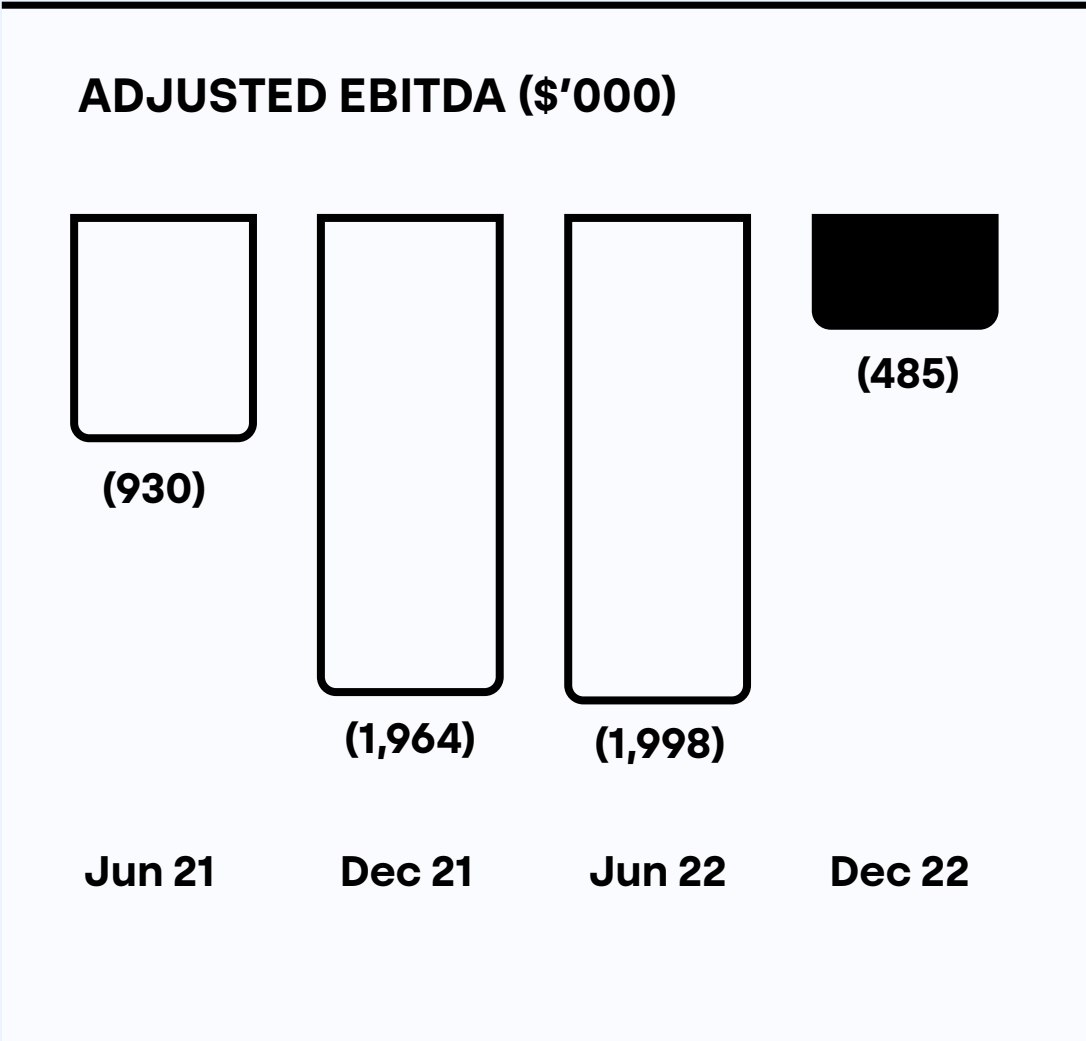 ADJUSTED EBITDA ($’000)
(485)
(930)
(1,964)
(1,998)
Jun 21
Dec 21
Jun 22
Dec 22